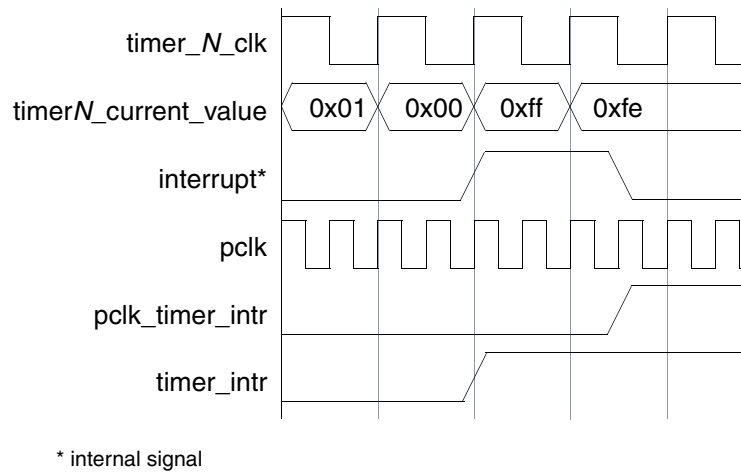 timer_N_clk
timerN_current_value 0x01 0x00 0xff 0xfe
interrupt*
pclk
pclk_timer_intr
timer_intr
* internal signal